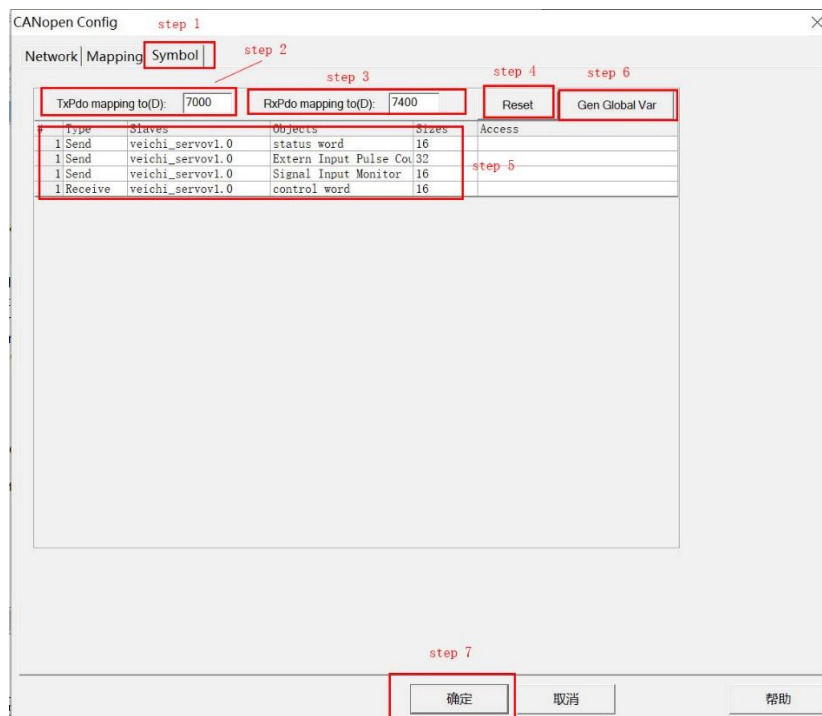 CANopen Config
step 1
Network Mapping Symbol
step 2
step 3
step 4
step 6
TxPdo mapping to(D): 7000 RxPdo mapping to(D): 7400 Reset Gen Global Var
# Type Slaves Objects Sizes Access
1 Send veichi_servov1.0 status word 16
1 Send veichi_servov1.0 Extern Input Pulse Cou 32
1 Send veichi_servov1.0 Signal Input Monitor 16
step 5
1 Receive veichi_servov1.0 control word 16
step 7
确定 取消 帮助